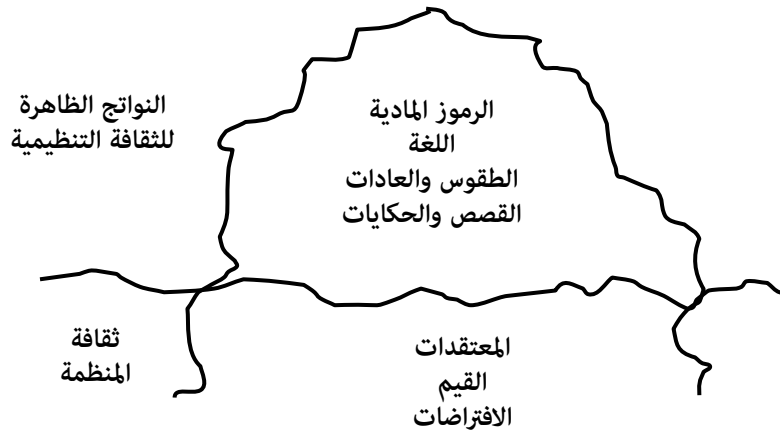 النواتج الظاهرة
للثقافة التنظيمية
الرموز المادية
اللغة
الطقوس والعادات
القصص والحكايات
ثقافة
المنظمة
المعتقدات
القيم
الافتراضات